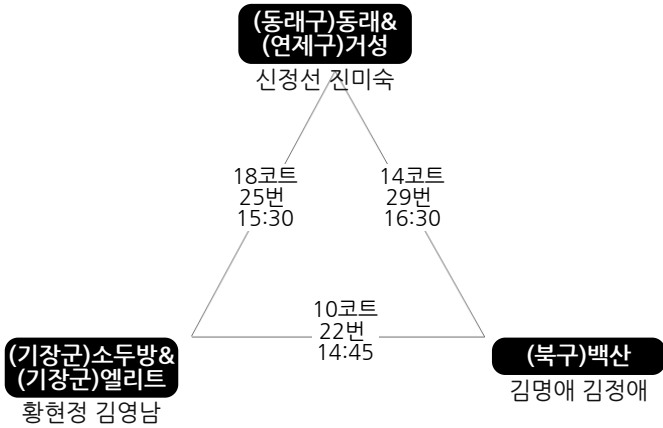 (동래구)동래&
(연제구)거성
신정선 진미숙
18코트
25번
15:30
14코트
29번
16:30
10코트
22번
14:45
(기장군)소두방&
(기장군)엘리트
황현정 김영남
(북구)백산
김명애 김정애